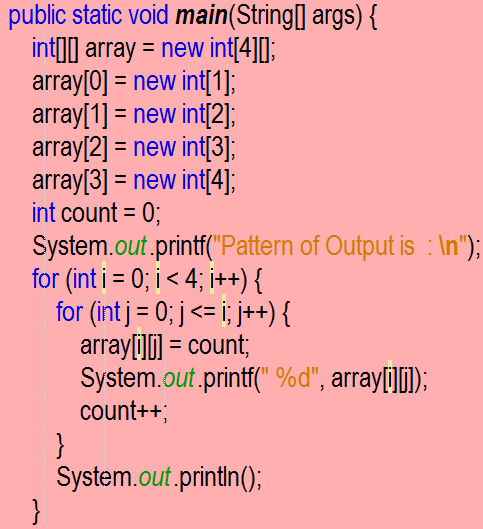 public static void main(String[] args) {
int[][] array = new int[4][];
array[0] = new int[1];
array[1] = new int[2];
array[2] = new int[3];
array[3] = new int[4];
int count = 0;
System.out.printf("Pattern of Output is  : \n");
for (int i = 0; i < 4; i++) {
for (int j = 0; j <= i; j++) {
array[i][j] = count;
System.out.printf(" %d", array[i][j]);
count++;
}
System.out.println();
}